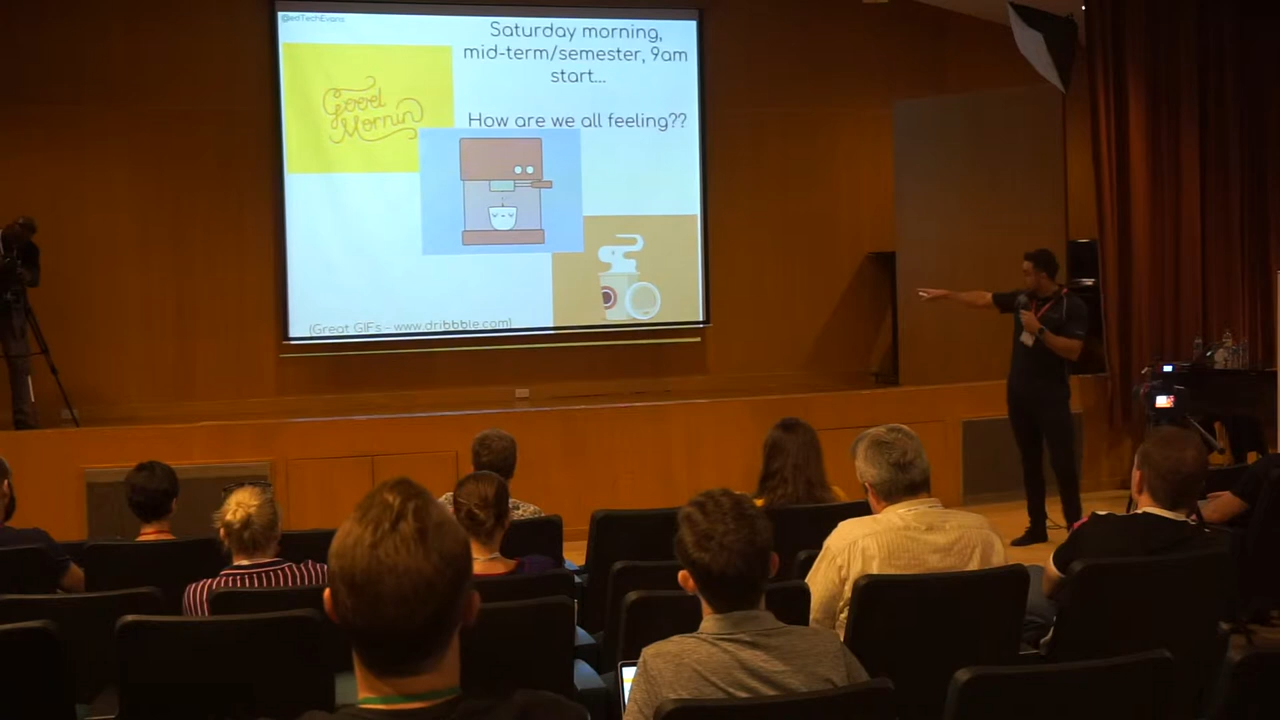 @edTechEvans
Saturday morning,
mid-term/semester, 9am
start...
How are we all feeling??
Good
Mornin
(Great GIFs - www.dribbble.com)